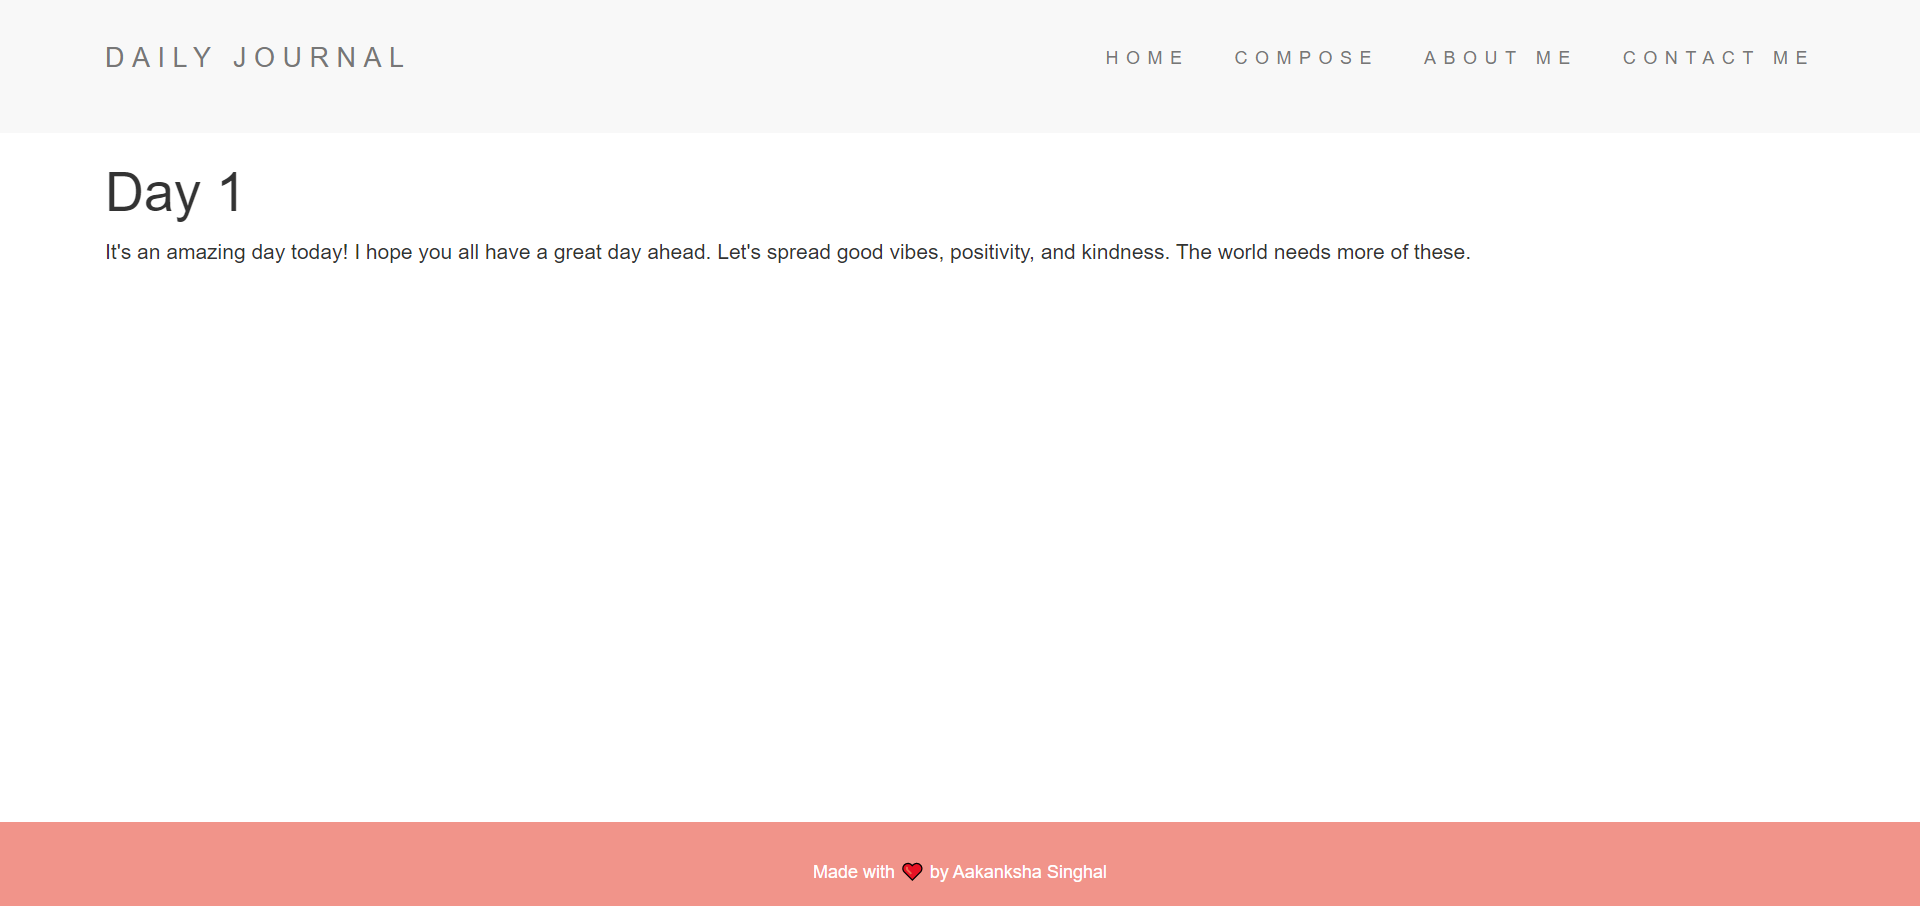 DAILY JOURNAL
HOME COMPOSE ABOUT ME CONTACT ME
Day 1
It's an amazing day today! I hope you all have a great day ahead. Let's spread good vibes, positivity, and kindness. The world needs more of these.
Made with ❤ by Aakanksha Singhal